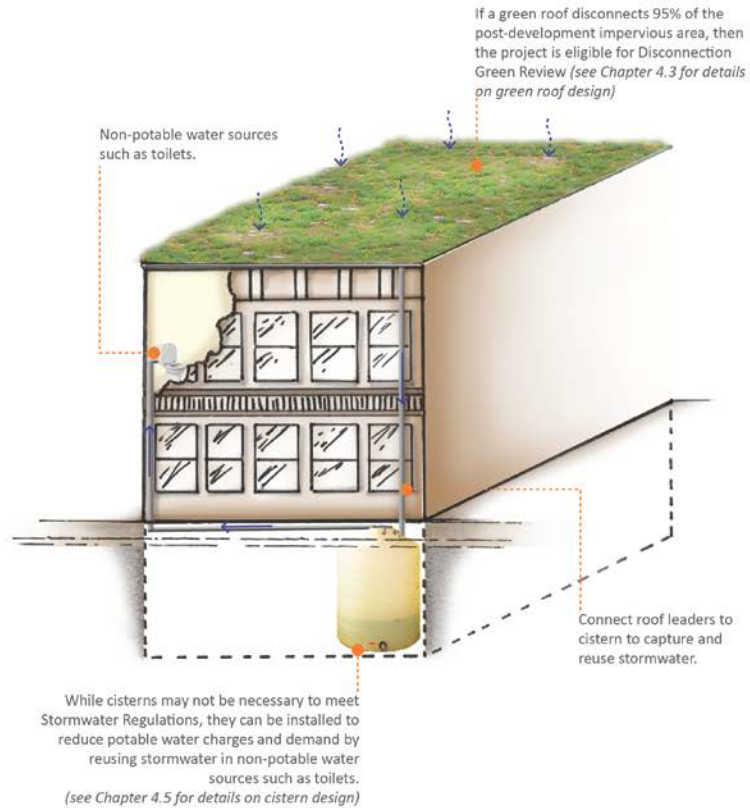 If a green roof disconnects 95% of the
post-development impervious area, then
the project is eligible for Disconnection
Green Review (see Chapter 4.3 for details
on green roof design)
Non-potable water sources
such as toilets.
Connect roof leaders to
cistern to capture and
reuse stormwater.
While cisterns may not be necessary to meet
Stormwater Regulations, they can be installed to
reduce potable water charges and demand by
reusing stormwater in non-potable water
sources such as toilets.
(see Chapter 4.5 for details on cistern design)